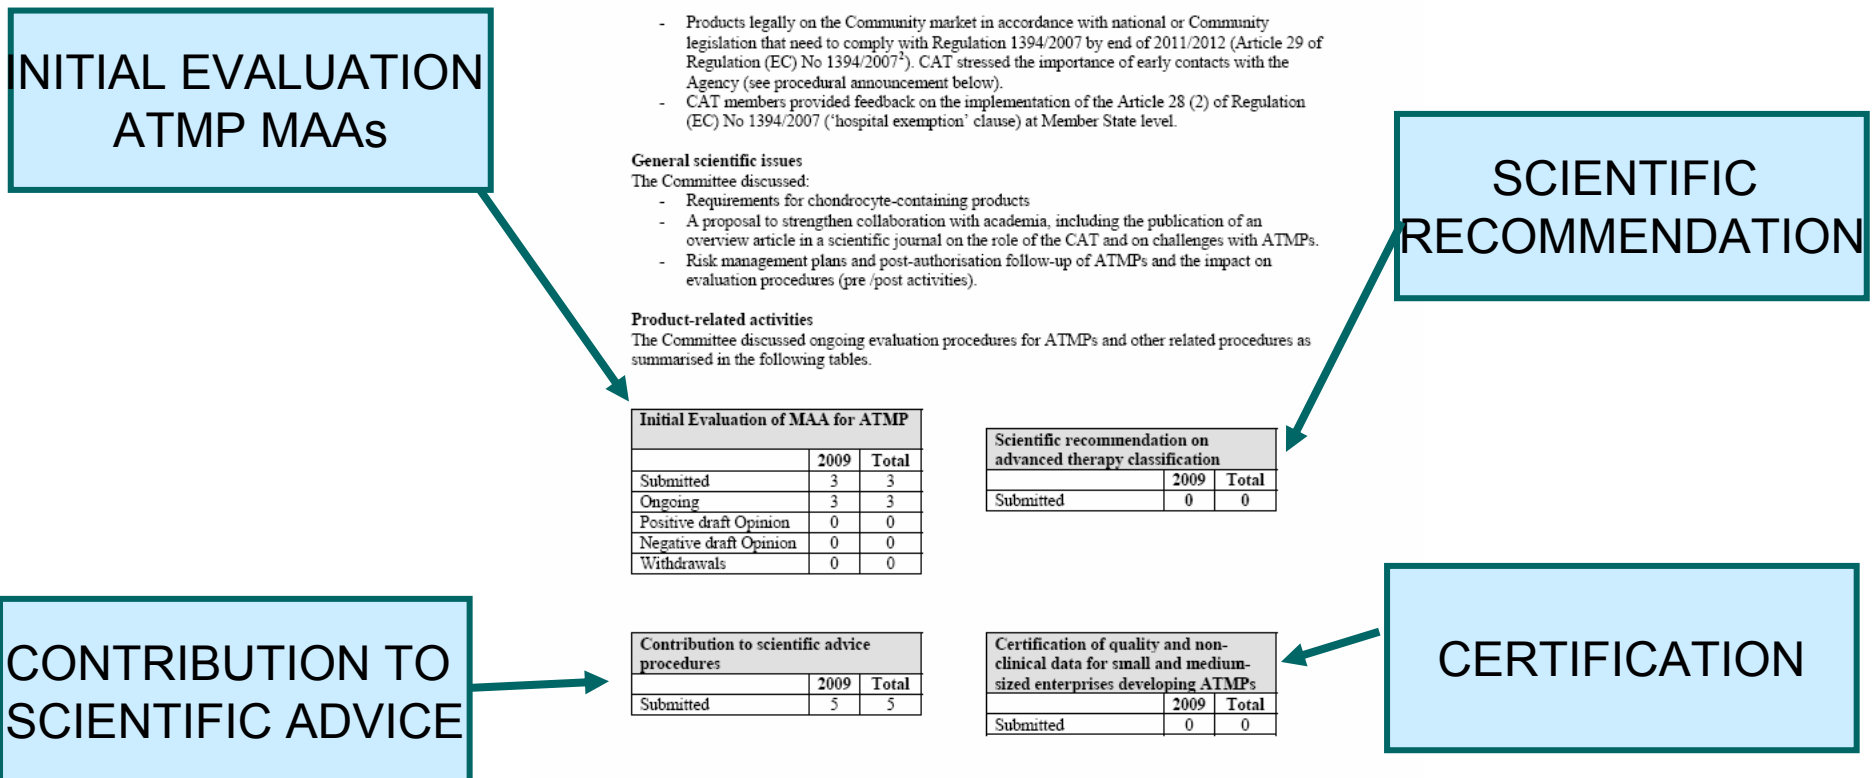 INITIAL EVALUATION
ATMP MAAs
- Products legally on the Community market in accordance with national or Community
legislation that need to comply with Regulation 1394/2007 by end of 2011/2012 (Article 29 of
Regulation (EC) No 1394/2007²). CAT stressed the importance of early contacts with the
Agency (see procedural announcement below).
- CAT members provided feedback on the implementation of the Article 28 (2) of Regulation
(EC) No 1394/2007 (‘hospital exemption’ clause) at Member State level.
General scientific issues
The Committee discussed:
- Requirements for chondrocyte-containing products
- A proposal to strengthen collaboration with academia, including the publication of an
overview article in a scientific journal on the role of the CAT and on challenges with ATMPs.
- Risk management plans and post-authorisation follow-up of ATMPs and the impact on
evaluation procedures (pre /post activities).
SCIENTIFIC
RECOMMENDATION
Product-related activities
The Committee discussed ongoing evaluation procedures for ATMPs and other related procedures as
summarised in the following tables.
Initial Evaluation of MAA for ATMP
2009 Total
Submitted 3 3
Ongoing 3 3
Positive draft Opinion 0 0
Negative draft Opinion 0 0
Withdrawals 0 0
Scientific recommendation on
advanced therapy classification
2009 Total
Submitted 0 0
CONTRIBUTION TO
SCIENTIFIC ADVICE
Contribution to scientific advice
procedures
2009 Total
Submitted 5 5
Certification of quality and non-
clinical data for small and medium-
sized enterprises developing ATMPs
2009 Total
Submitted 0 0
CERTIFICATION